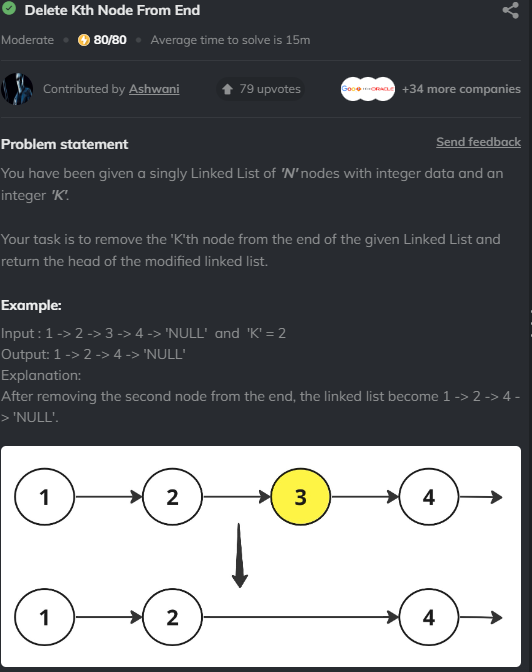 Delete Kth Node From End
Moderate • 80/80 • Average time to solve is 15m
Contributed by Ashwani 79 upvotes +34 more companies
Problem statement Send feedback
You have been given a singly Linked List of 'N' nodes with integer data and an
integer 'K'.
Your task is to remove the 'K'th node from the end of the given Linked List and
return the head of the modified linked list.
Example:
Input : 1 -> 2 -> 3 -> 4 -> 'NULL' and 'K' = 2
Output: 1 -> 2 -> 4 -> 'NULL'
Explanation:
After removing the second node from the end, the linked list become 1 -> 2 -> 4 -
> 'NULL'.
1 2 3 4
1 2 4